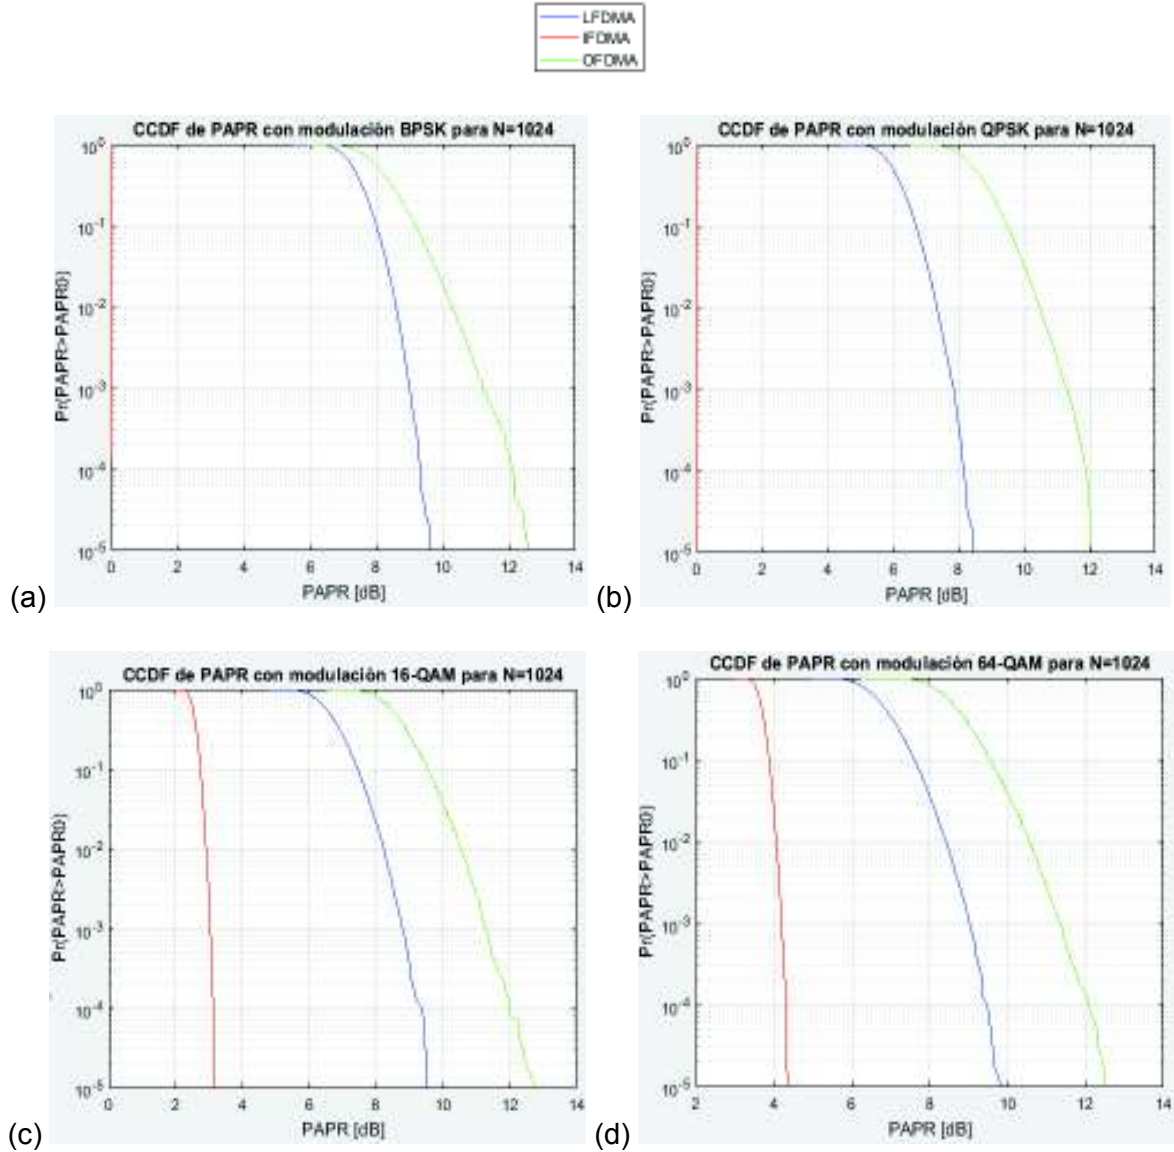 LFDMA
IFDMA
OFDMA
CCDF de PAPR con modulación BPSK para N=1024
10^0
10^-1
10^-2
10^-3
10^-4
10^-5
Pr(PAPR>PAPR0)
0 2 4 6 8 10 12 14
PAPR [dB]
(a)
CCDF de PAPR con modulación QPSK para N=1024
10^0
10^-1
10^-2
10^-3
10^-4
10^-5
Pr(PAPR>PAPR0)
0 2 4 6 8 10 12 14
PAPR [dB]
(b)
CCDF de PAPR con modulación 16-QAM para N=1024
10^0
10^-1
10^-2
10^-3
10^-4
10^-5
Pr(PAPR>PAPR0)
0 2 4 6 8 10 12 14
PAPR [dB]
(c)
CCDF de PAPR con modulación 64-QAM para N=1024
10^0
10^-1
10^-2
10^-3
10^-4
10^-5
Pr(PAPR>PAPR0)
2 4 6 8 10 12 14
PAPR [dB]
(d)